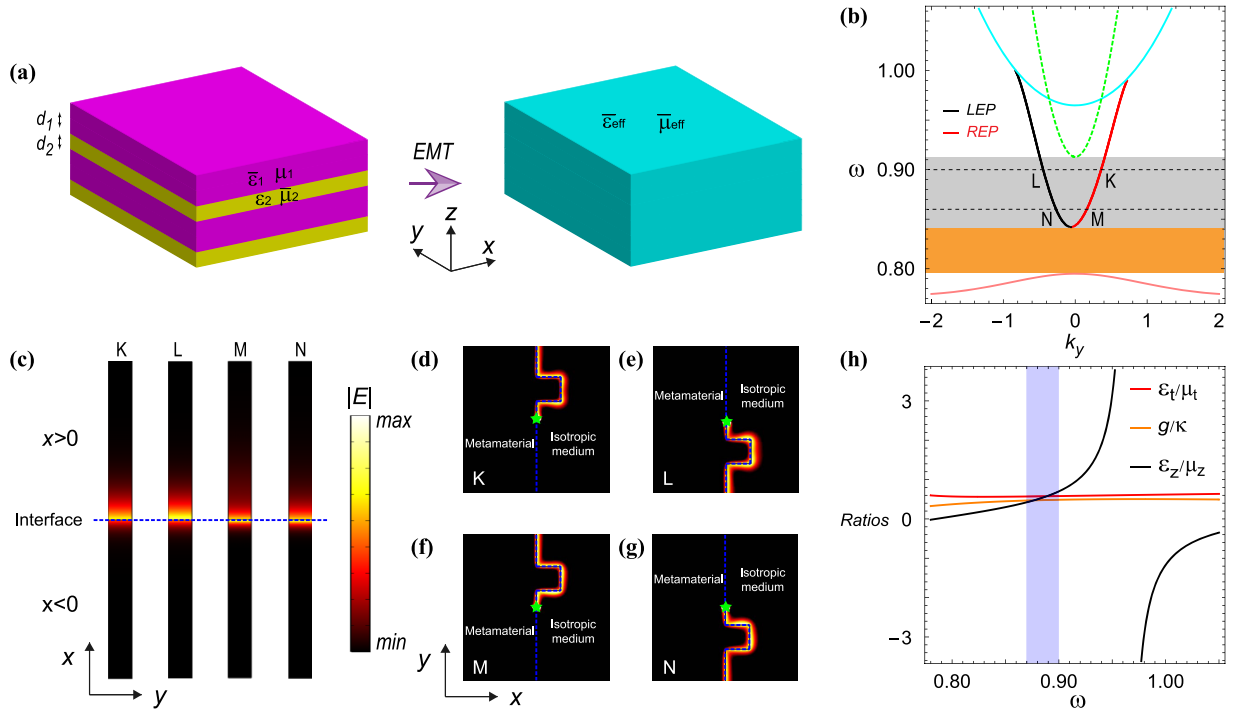 (a)
d1
d2
ε̅1 μ1
ε2 μ̅2
EMT
z
y
x
ε̅eff μ̅eff
(b)
1.00
0.90
0.80
ω
LEP
REP
L
K
N
M
−2
−1
0
1
2
ky
(c)
K
L
M
N
x>0
Interface
x<0
x
y
|E|
max
min
(d)
Metamaterial
Isotropic
medium
K
(e)
Metamaterial
Isotropic
medium
L
(f)
Metamaterial
Isotropic
medium
M
(g)
Metamaterial
Isotropic
medium
N
y
x
(h)
3
0
−3
Ratios
εt/μt
g/κ
εz/μz
0.80
0.90
1.00
ω